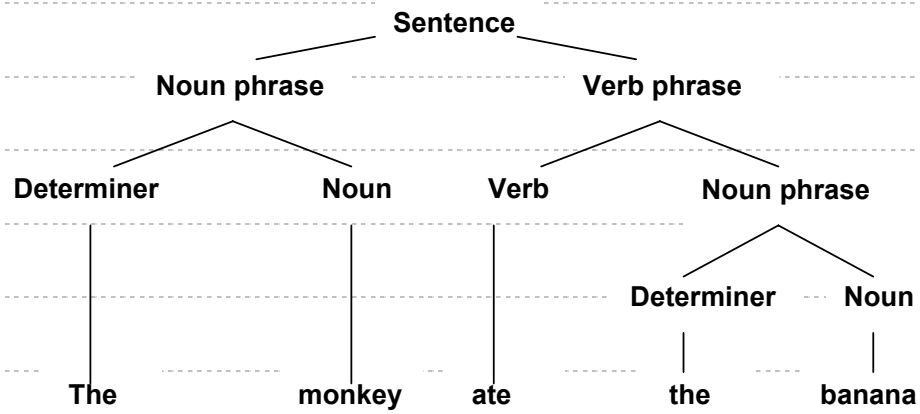 Sentence
Noun phrase Verb phrase
Determiner Noun Verb Noun phrase
Determiner Noun
The monkey ate the banana